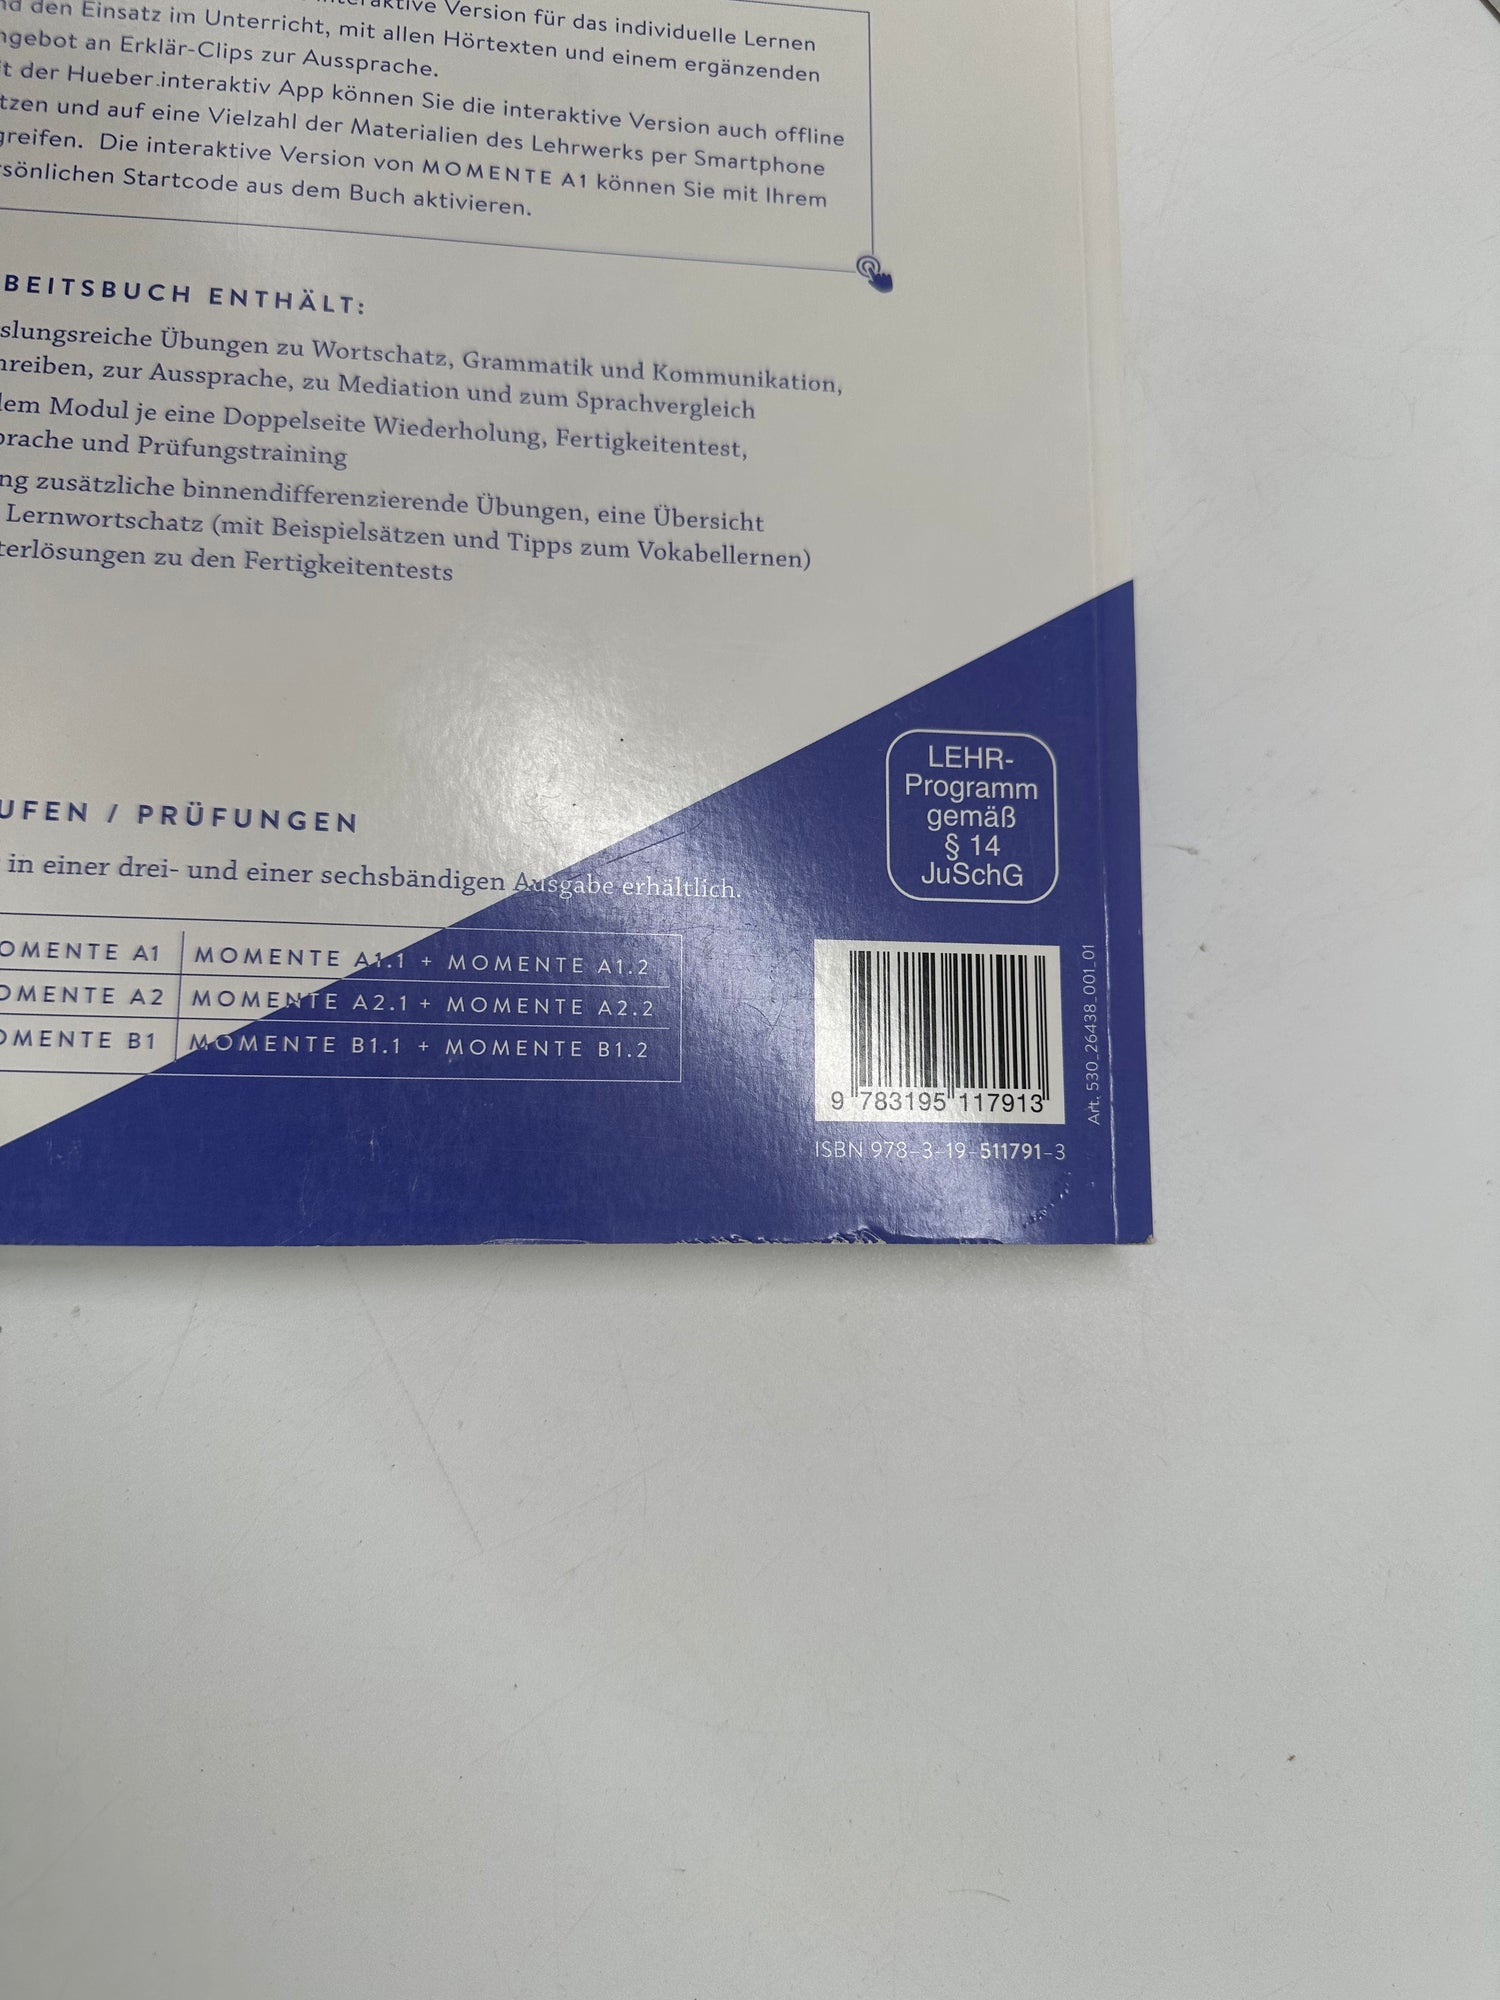 interaktive Version für das individuelle Lernen
nd den Einsatz im Unterricht, mit allen Hörtexten und einem ergänzenden
ngebot an Erklär-Clips zur Aussprache.
it der Hueber interaktiv App können Sie die interaktive Version auch offline
tzen und auf eine Vielzahl der Materialien des Lehrwerks per Smartphone
greifen. Die interaktive Version von MOMENTE A1 können Sie mit Ihrem
rsönlichen Startcode aus dem Buch aktivieren.
BEITSBUCH ENTHÄLT:
slungsreiche Übungen zu Wortschatz, Grammatik und Kommunikation,
hreiben, zur Aussprache, zu Mediation und zum Sprachvergleich
dem Modul je eine Doppelseite Wiederholung, Fertigkeitentest,
prache und Prüfungstraining
ng zusätzliche binnendifferenzierende Übungen, eine Übersicht
Lernwortschatz (mit Beispielsätzen und Tipps zum Vokabellernen)
terlösungen zu den Fertigkeitentests
UFEN / PRÜFUNGEN
in einer drei- und einer sechsbändigen Ausgabe erhältlich.
OMENTE A1 MOMENTE A1.1 + MOMENTE A1.2
OMENTE A2 MOMENTE A2.1 + MOMENTE A2.2
OMENTE B1 MOMENTE B1.1 + MOMENTE B1.2
LEHR-
Programm
gemäß
§ 14
JuSchG
9 783195 117913
ISBN 978-3-19-511791-3
Art. 530_26438_001_01